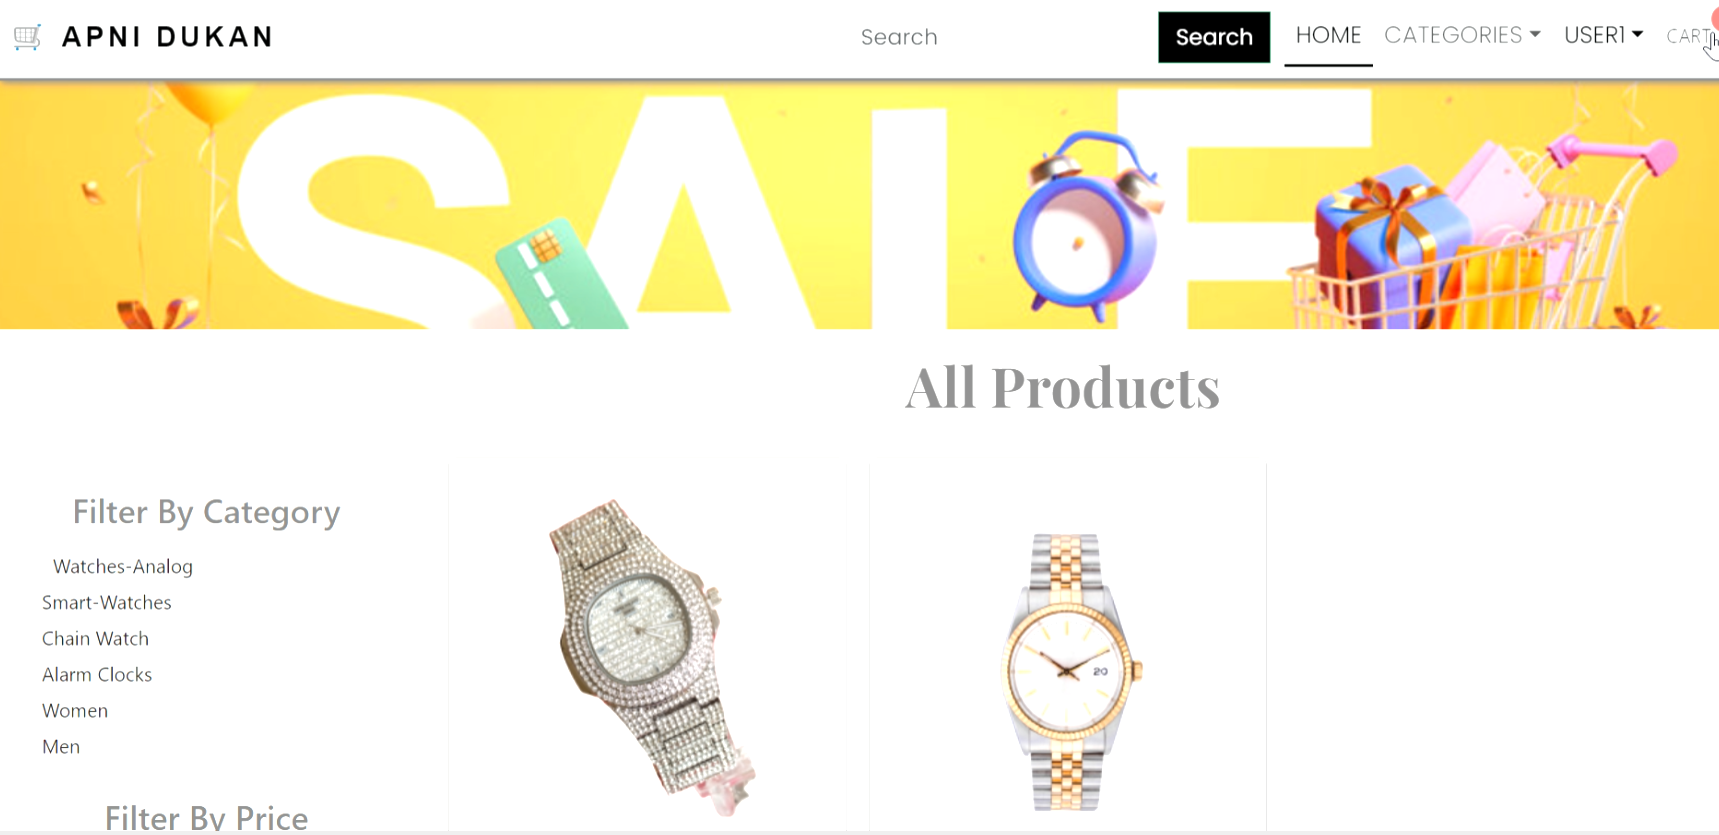 APNI DUKAN
Search
Search
HOME
CATEGORIES
USER1
CART
SALE
All Products
Filter By Category
Watches-Analog
Smart-Watches
Chain Watch
Alarm Clocks
Women
Men
20
Filter By Price